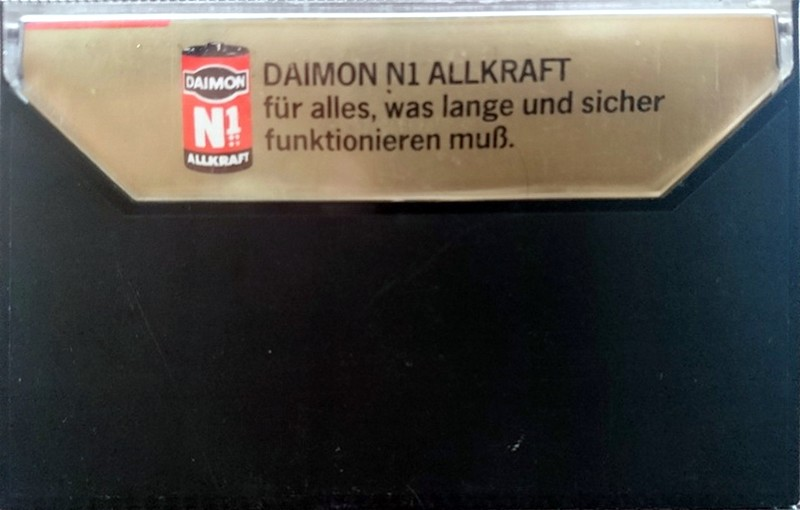 DAIMON
N1
ALLKRAFT
DAIMON N1 ALLKRAFT
für alles, was lange und sicher
funktionieren muß.